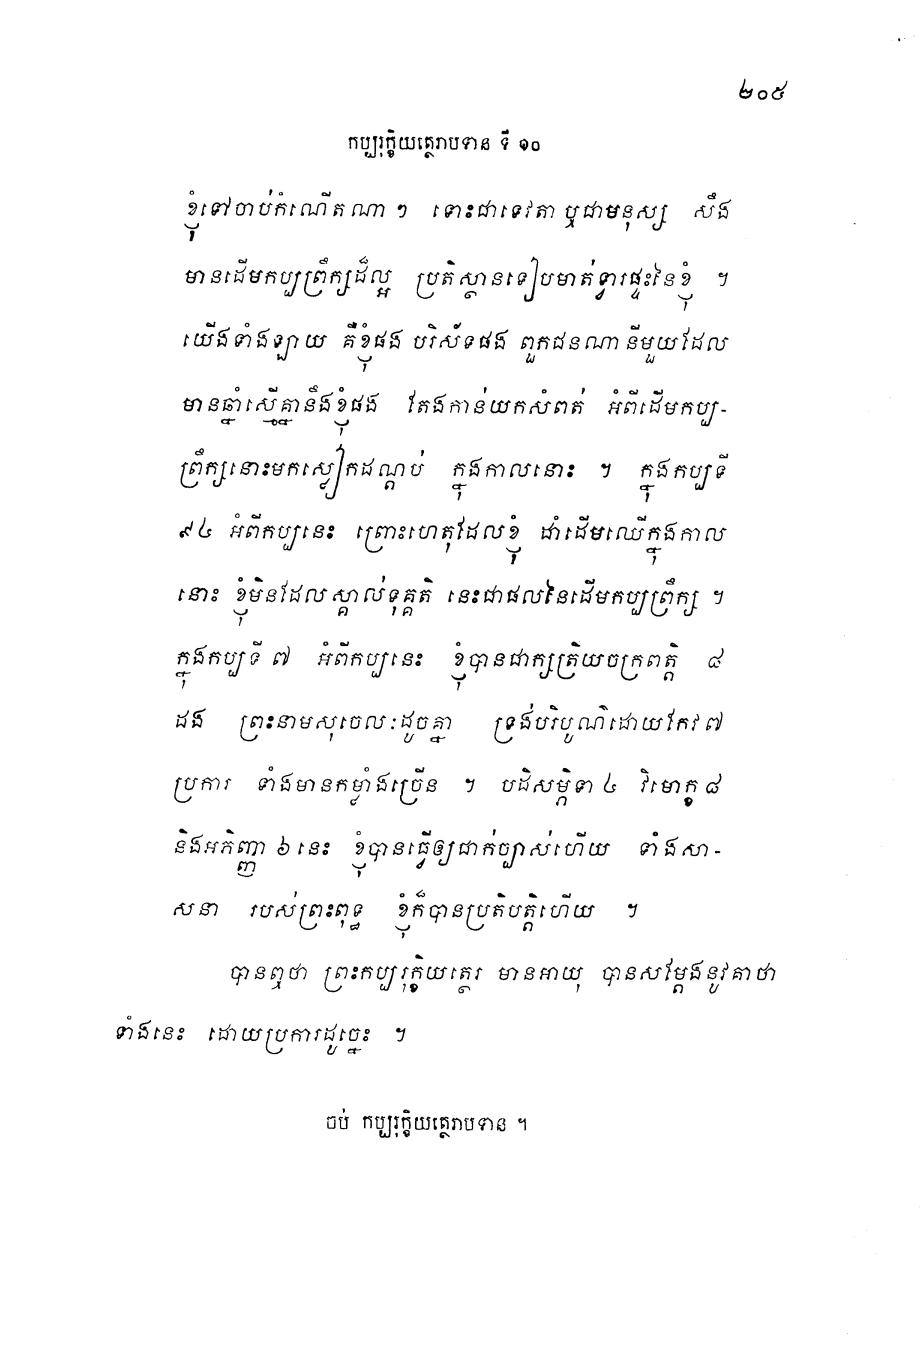 ២០៥
កប្បរុក្ខិយត្ថេរាបទាន ទី ១០
ខ្ញុំទៅចាប់កំណើតណា ៗ ទោះជាទេវតា ឬជាមនុស្ស សឹង
មានដើមកប្បព្រឹក្សដ៏ល្អ ប្រតិស្ឋានទៀបមាត់ទ្វារផ្ទះនៃខ្ញុំ ។
យើងទាំងឡាយ គឺខ្ញុំផង បរិស័ទផង ពួកជនណានីមួយដែល
មានឆ្នាំស្មើគ្នានឹងខ្ញុំផង តែងកាន់យកសំពត់ អំពីដើមកប្ប-
ព្រឹក្សនោះមកស្លៀកដណ្តប់ ក្នុងកាលនោះ ។ ក្នុងកប្បទី
៩៤ អំពីកប្បនេះ ព្រោះហេតុដែលខ្ញុំ ដាំដើមឈើក្នុងកាល
នោះ ខ្ញុំមិនដែលស្គាល់ទុគ្គតិ នេះជាផលនៃដើមកប្បព្រឹក្ស ។
ក្នុងកប្បទី ៧ អំពីកប្បនេះ ខ្ញុំបានជាក្សត្រិយចក្រពត្តិ ៨
ដង ព្រះនាមសុចេលៈដូចគ្នា ទ្រង់បរិបូណ៌ដោយកែវ ៧
ប្រការ ទាំងមានកម្លាំងច្រើន ។ បដិសម្ភិទា ៤ វិមោក្ខ ៨
និងអភិញ្ញា ៦ នេះ ខ្ញុំបានធ្វើឲ្យជាក់ច្បាស់ហើយ ទាំងសា-
សនា របស់ព្រះពុទ្ធ ខ្ញុំក៏បានប្រតិបត្តិហើយ ។
បានឮថា ព្រះកប្បរុក្ខិយត្ថេរ មានអាយុ បានសម្តែងនូវគាថា
ទាំងនេះ ដោយប្រការដូច្នេះ ។
ចប់ កប្បរុក្ខិយត្ថេរាបទាន ។